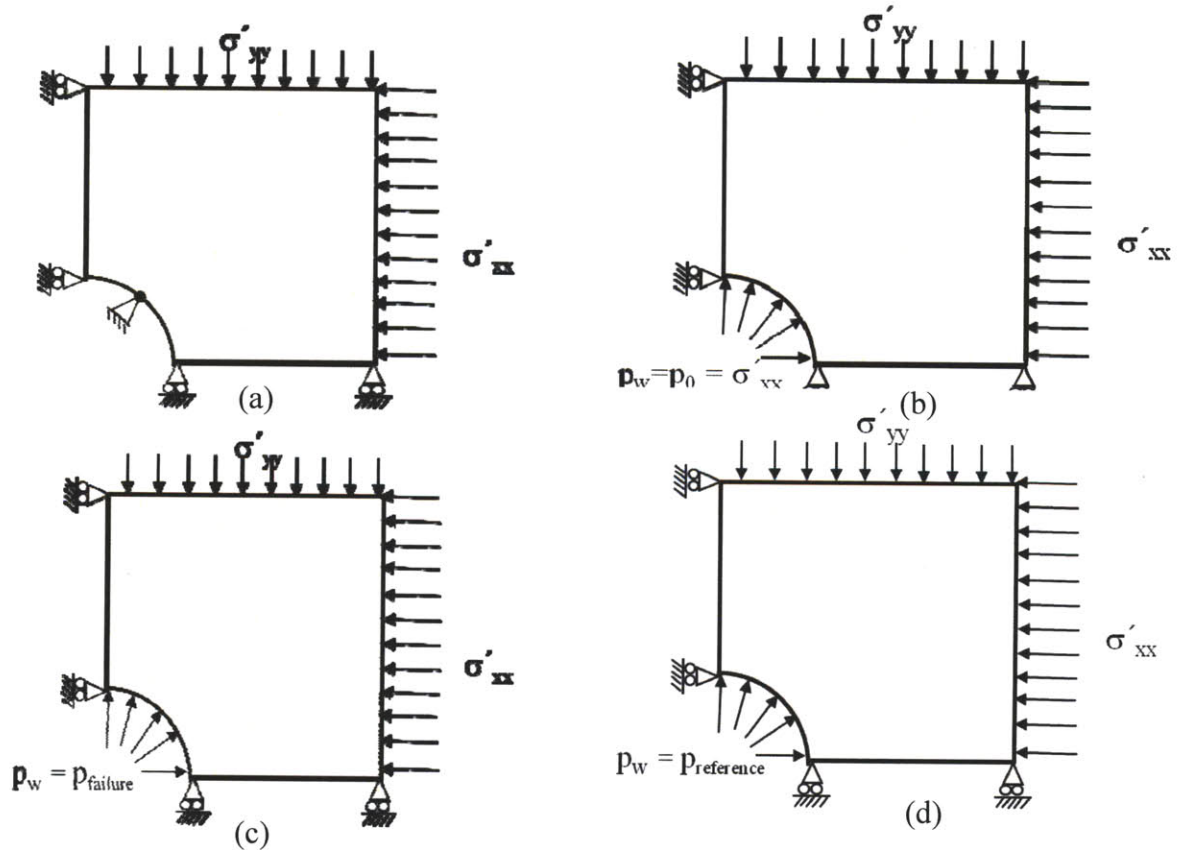 σ′yy
σ′yy
σ′xx
σ′xx
pw=p0 = σ′xx
(a)
(b)
σ′yy
σ′yy
σ′xx
σ′xx
pw = pfailure
pw = preference
(c)
(d)